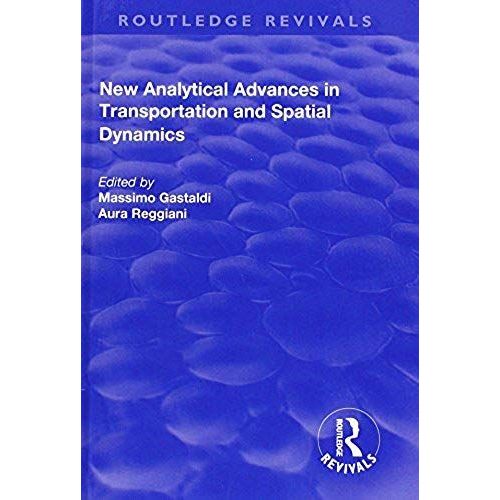 ROUTLEDGE REVIVALS
New Analytical Advances in
Transportation and Spatial
Dynamics
Edited by
Massimo Gastaldi
Aura Reggiani
ROUTLEDGE
REVIVALS